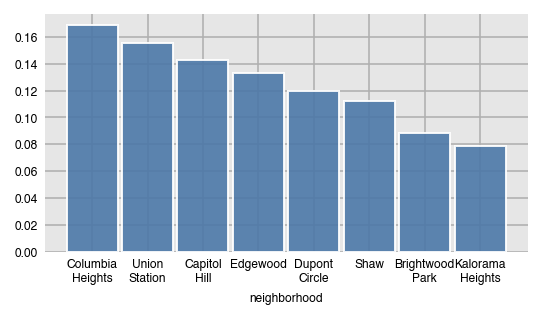 0.16
0.14
0.12
0.10
0.08
0.06
0.04
0.02
0.00
Columbia Heights
Union Station
Capitol Hill
Edgewood
Dupont Circle
Shaw
Brightwood Park
Kalorama Heights
neighborhood